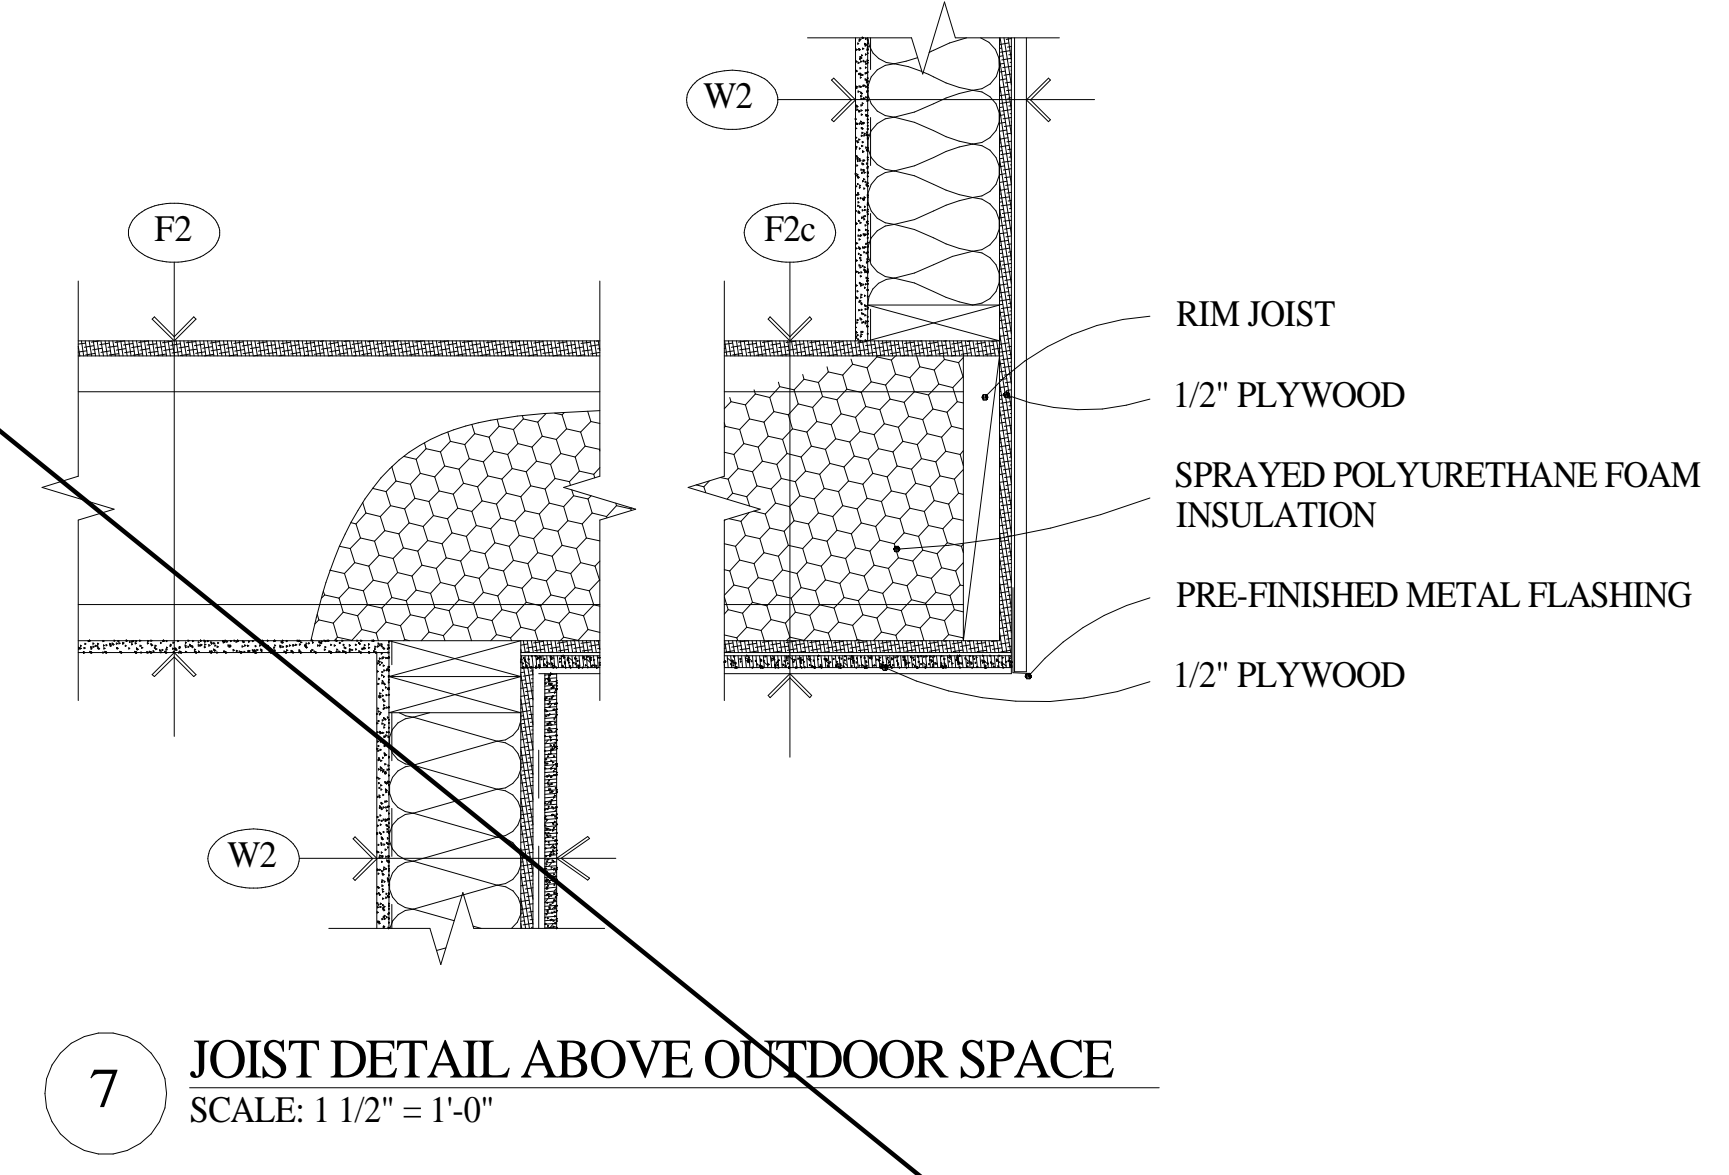 W2
F2
F2c
RIM JOIST
1/2" PLYWOOD
SPRAYED POLYURETHANE FOAM
INSULATION
PRE-FINISHED METAL FLASHING
1/2" PLYWOOD
W2
7
JOIST DETAIL ABOVE OUTDOOR SPACE
SCALE: 1 1/2" = 1'-0"